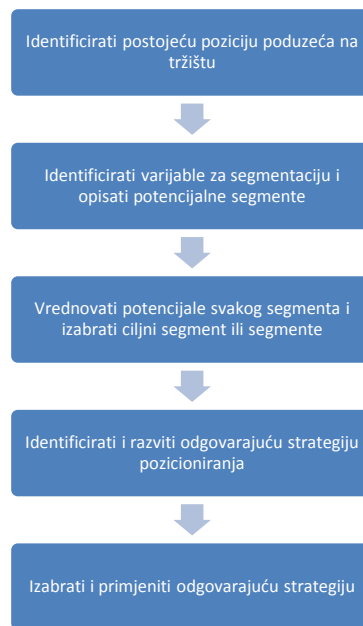 Identificirati postojeću poziciju poduzeća na
tržištu
Identificirati varijable za segmentaciju i
opisati potencijalne segmente
Vrednovati potencijale svakog segmenta i
izabrati ciljni segment ili segmente
Identificirati i razviti odgovarajuću strategiju
pozicioniranja
Izabrati i primjeniti odgovarajuću strategiju